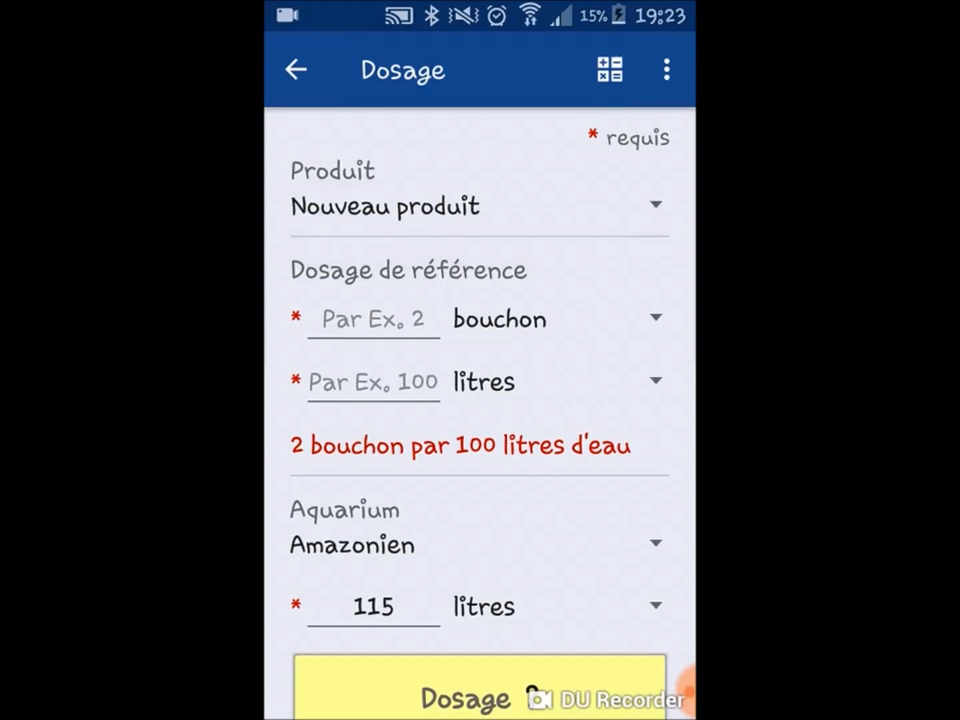 15% 19:23
Dosage
* requis
Produit
Nouveau produit
Dosage de référence
* Par Ex. 2 bouchon
* Par Ex. 100 litres
2 bouchon par 100 litres d'eau
Aquarium
Amazonien
* 115 litres
Dosage
DU Recorder